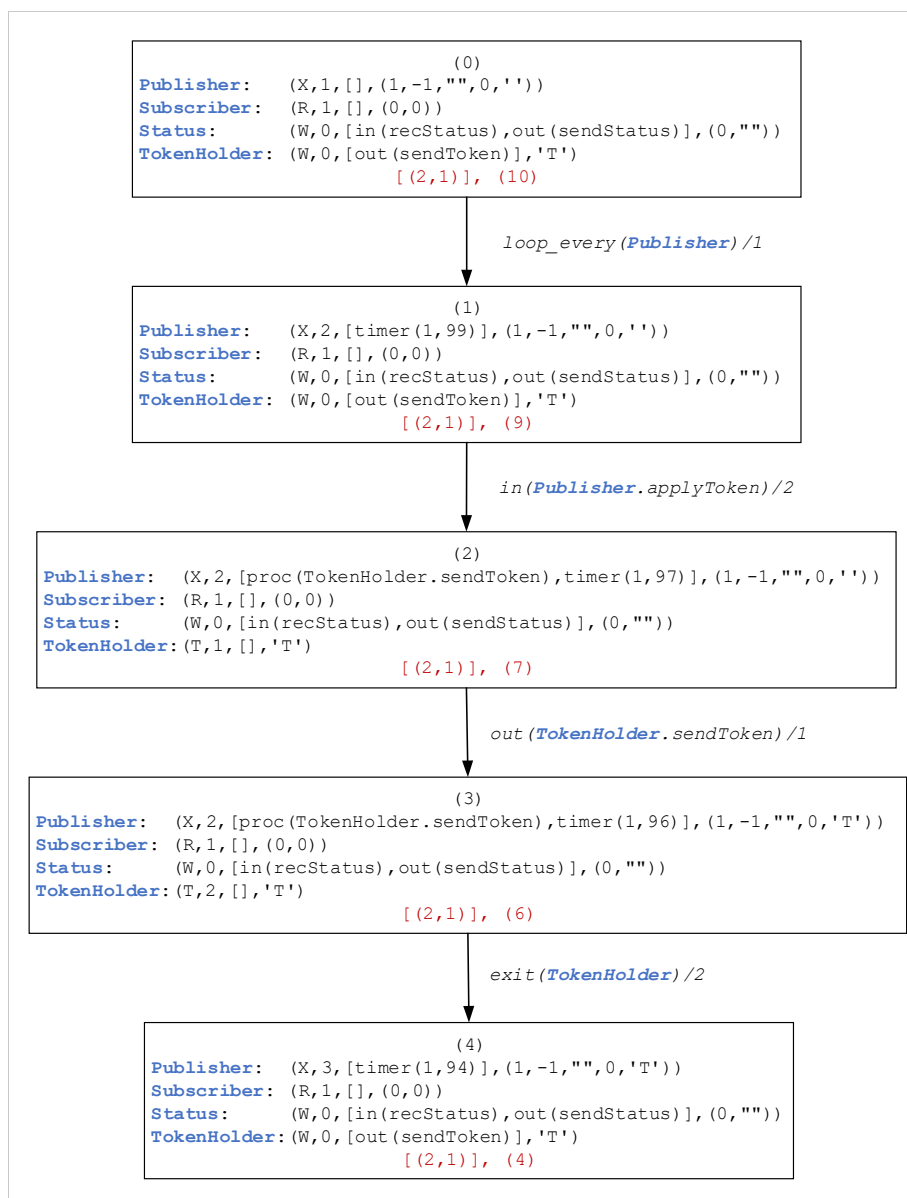 (0)
Publisher: (X,1,[],(1,-1,"",0,''))
Subscriber: (R,1,[],(0,0))
Status: (W,0,[in(recStatus),out(sendStatus)],(0,""))
TokenHolder: (W,0,[out(sendToken)],'T')
[(2,1)], (10)
loop_every(Publisher)/1
(1)
Publisher: (X,2,[timer(1,99)],(1,-1,"",0,''))
Subscriber: (R,1,[],(0,0))
Status: (W,0,[in(recStatus),out(sendStatus)],(0,""))
TokenHolder: (W,0,[out(sendToken)],'T')
[(2,1)], (9)
in(Publisher.applyToken)/2
(2)
Publisher: (X,2,[proc(TokenHolder.sendToken),timer(1,97)],(1,-1,"",0,''))
Subscriber: (R,1,[],(0,0))
Status: (W,0,[in(recStatus),out(sendStatus)],(0,""))
TokenHolder:(T,1,[],'T')
[(2,1)], (7)
out(TokenHolder.sendToken)/1
(3)
Publisher: (X,2,[proc(TokenHolder.sendToken),timer(1,96)],(1,-1,"",0,'T'))
Subscriber: (R,1,[],(0,0))
Status: (W,0,[in(recStatus),out(sendStatus)],(0,""))
TokenHolder:(T,2,[],'T')
[(2,1)], (6)
exit(TokenHolder)/2
(4)
Publisher: (X,3,[timer(1,94)],(1,-1,"",0,'T'))
Subscriber: (R,1,[],(0,0))
Status: (W,0,[in(recStatus),out(sendStatus)],(0,""))
TokenHolder:(W,0,[out(sendToken)],'T')
[(2,1)], (4)